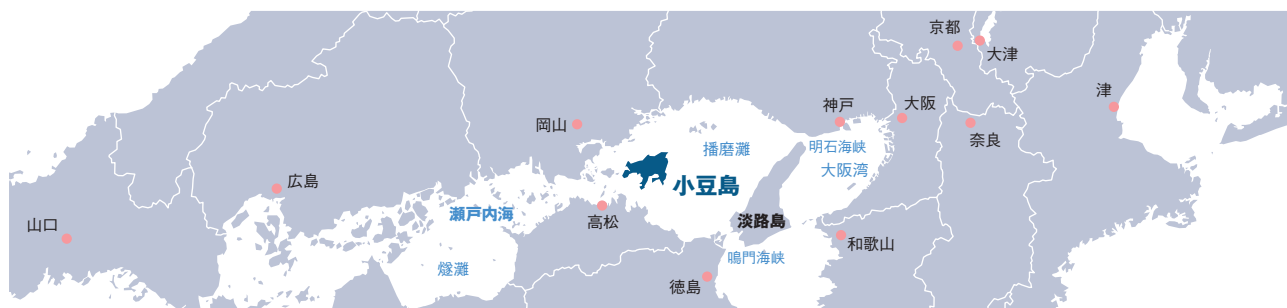 京都
大津
津
神戸
大阪
岡山
奈良
播磨灘
明石海峡
大阪湾
小豆島
広島
瀬戸内海
高松
淡路島
山口
和歌山
燧灘
鳴門海峡
徳島